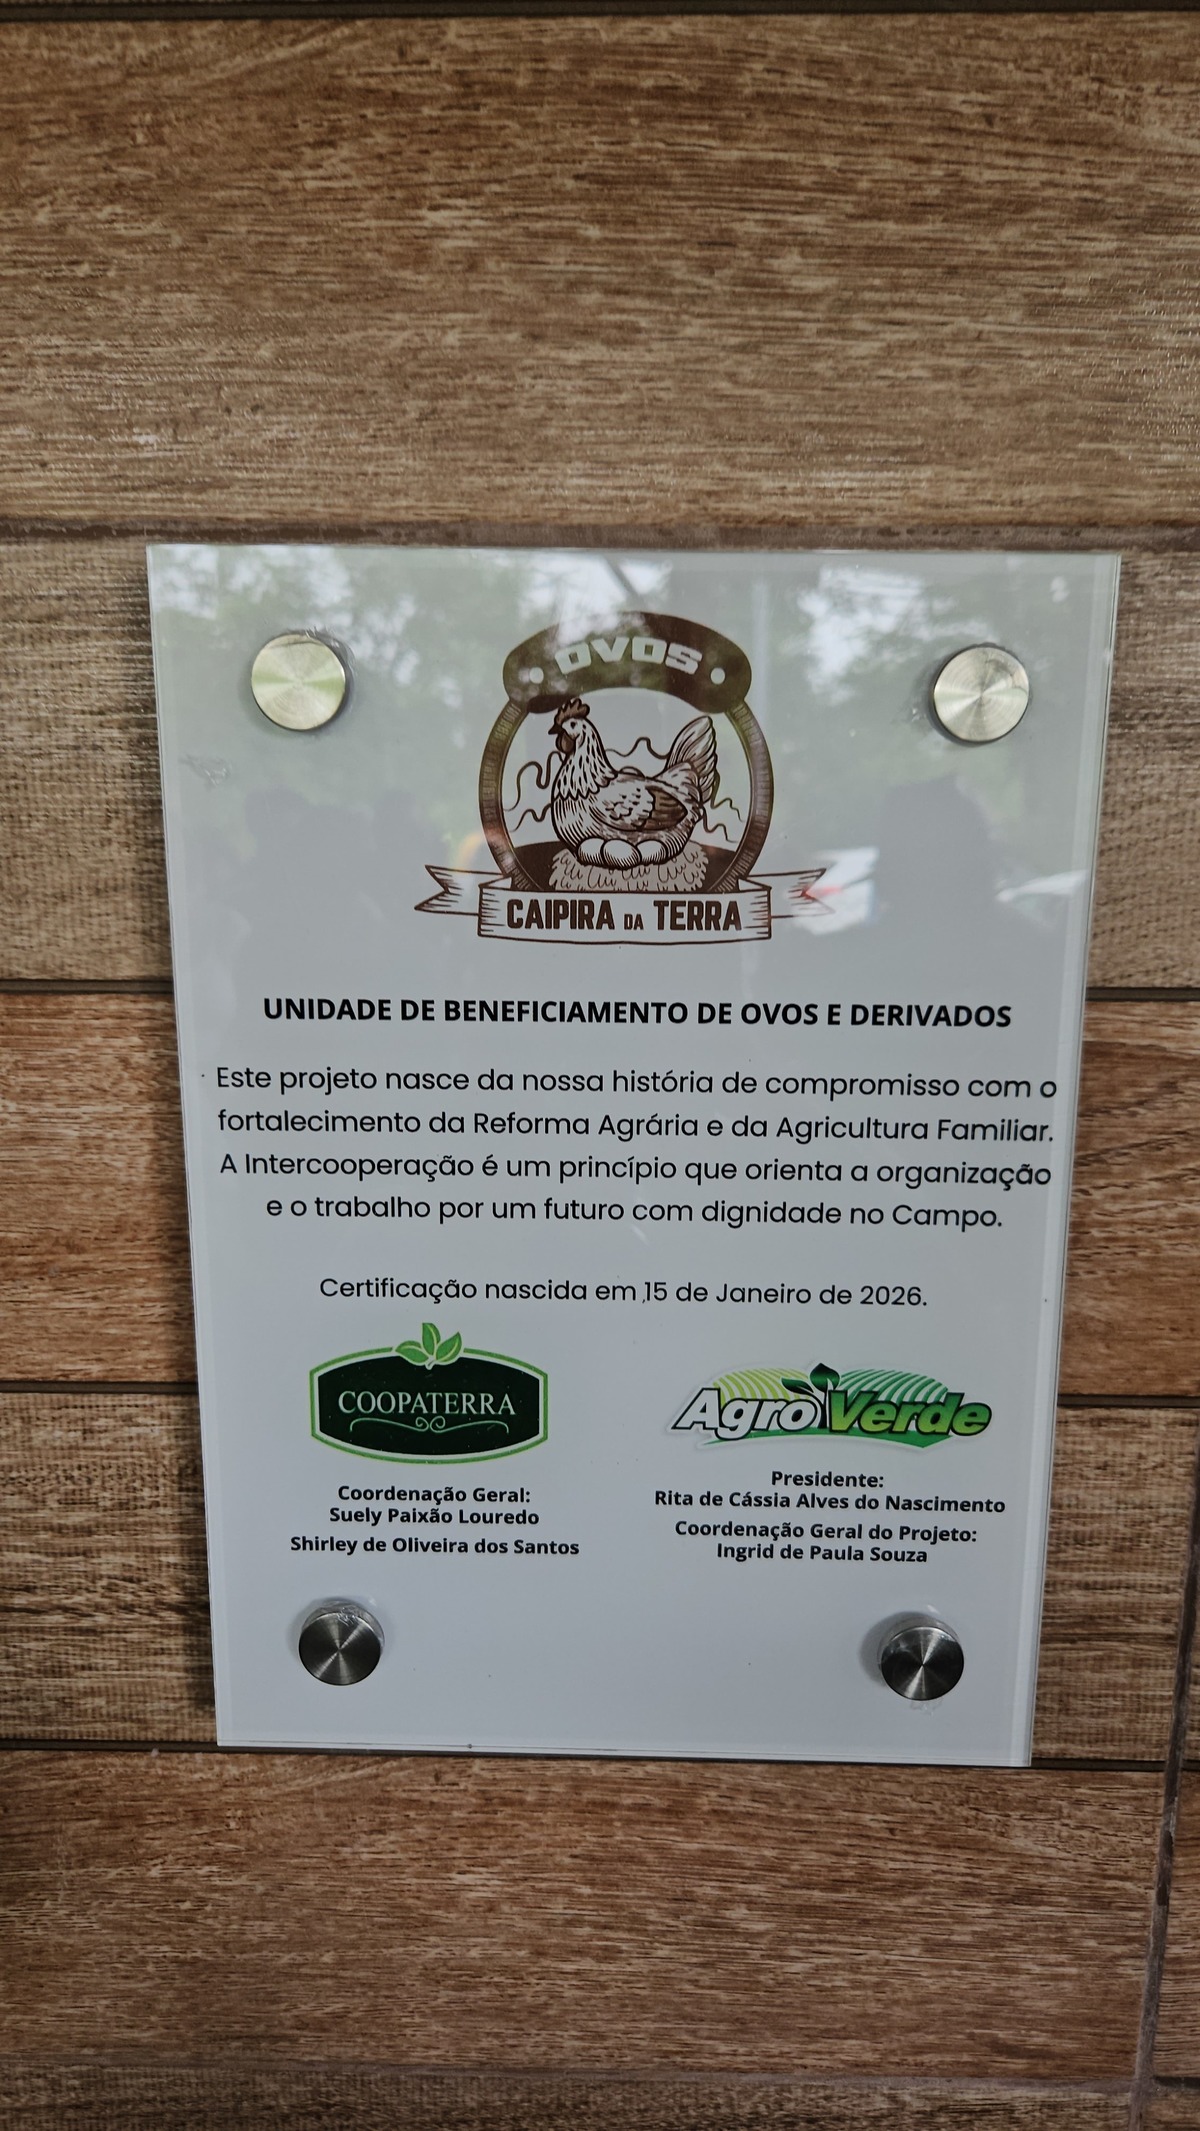 OVOS
CAIPIRA DA TERRA
UNIDADE DE BENEFICIAMENTO DE OVOS E DERIVADOS
Este projeto nasce da nossa história de compromisso com o
fortalecimento da Reforma Agrária e da Agricultura Familiar.
A Intercooperação é um princípio que orienta a organização
e o trabalho por um futuro com dignidade no Campo.
Certificação nascida em 15 de Janeiro de 2026.
COOPATERRA
Coordenação Geral:
Suely Paixão Louredo
Shirley de Oliveira dos Santos
Agro Verde
Presidente:
Rita de Cássia Alves do Nascimento
Coordenação Geral do Projeto:
Ingrid de Paula Souza